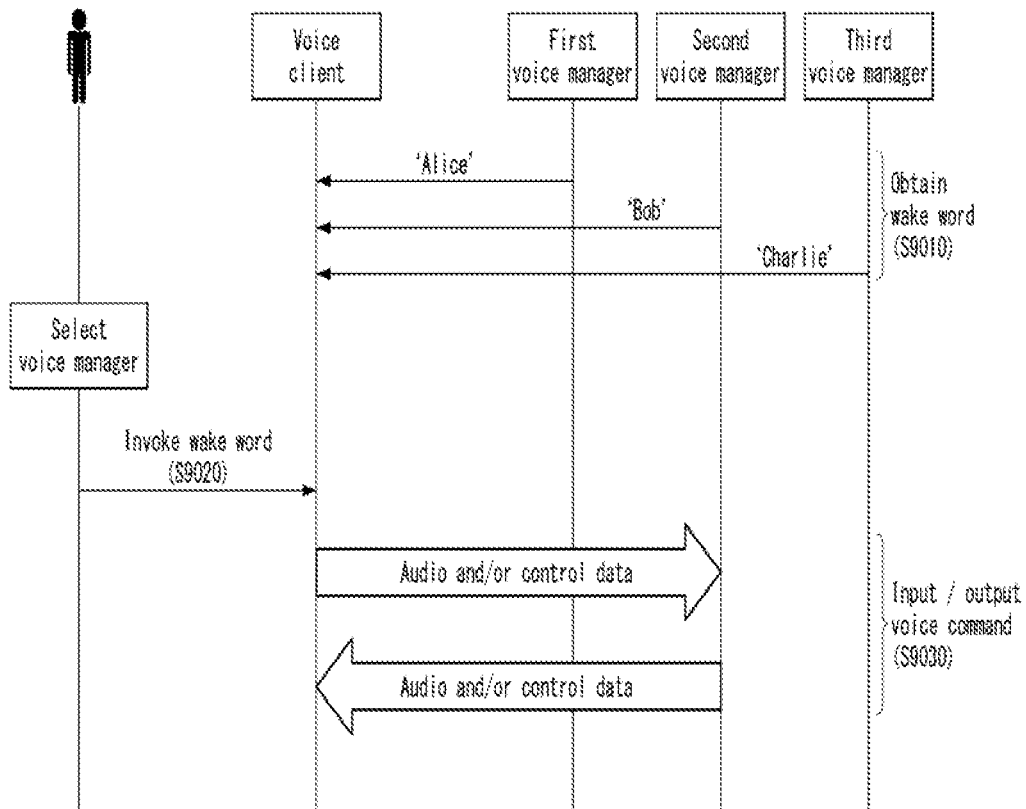 Voice
client
First
voice manager
Second
voice manager
Third
voice manager
'Alice'
'Bob'
'Charlie'
Obtain
wake word
(S9010)
Select
voice manager
Invoke wake word
(S9020)
Audio and/or control data
Audio and/or control data
Input / output
voice command
(S9030)